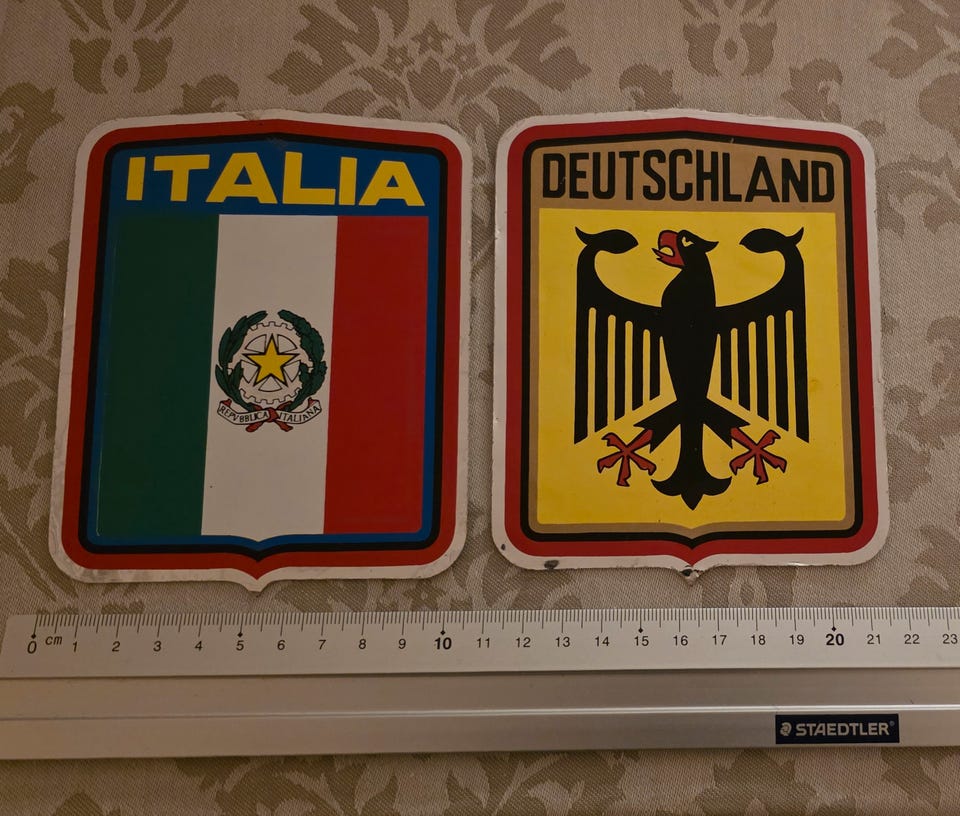 ITALIA
DEUTSCHLAND
REPVBBLICA ITALIANA
0 cm 1 2 3 4 5 6 7 8 9 10 11 12 13 14 15 16 17 18 19 20 21 22 23
STAEDTLER®